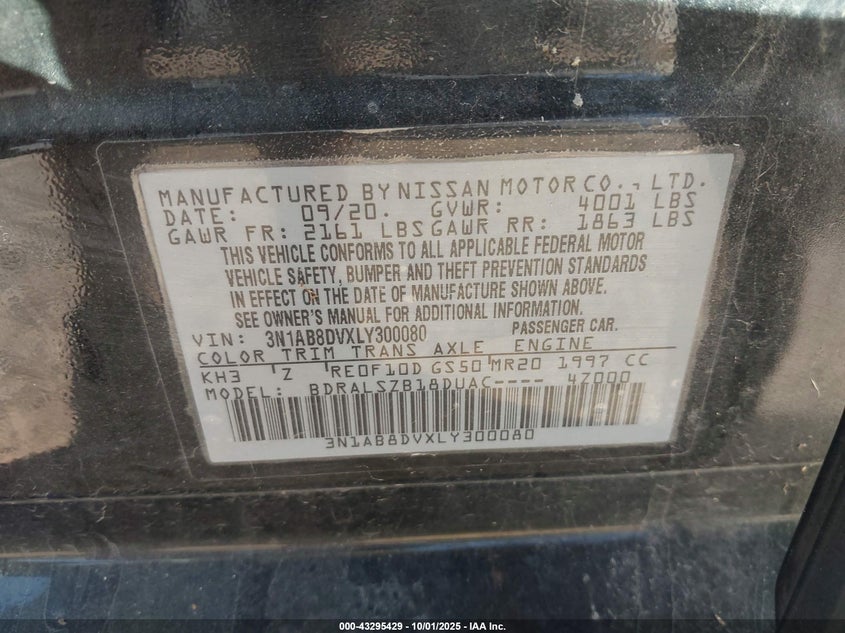 MANUFACTURED BY NISSAN MOTOR CO., LTD.
DATE: 09/20. GVWR: 4001 LBS
GAWR FR: 2161 LBS GAWR RR: 1863 LBS
THIS VEHICLE CONFORMS TO ALL APPLICABLE FEDERAL MOTOR
VEHICLE SAFETY, BUMPER AND THEFT PREVENTION STANDARDS
IN EFFECT ON THE DATE OF MANUFACTURE SHOWN ABOVE.
SEE OWNER'S MANUAL FOR ADDITIONAL INFORMATION.
VIN: 3N1AB8DVXLY300080 PASSENGER CAR.
COLOR TRIM TRANS AXLE ENGINE
KH3 Z RE0F10D GS50 MR20 1997 CC
MODEL: BDRALSZB18DUAC---- 4Z000
3N1AB8DVXLY300080
000-43295429 - 10/01/2025 - IAA Inc.